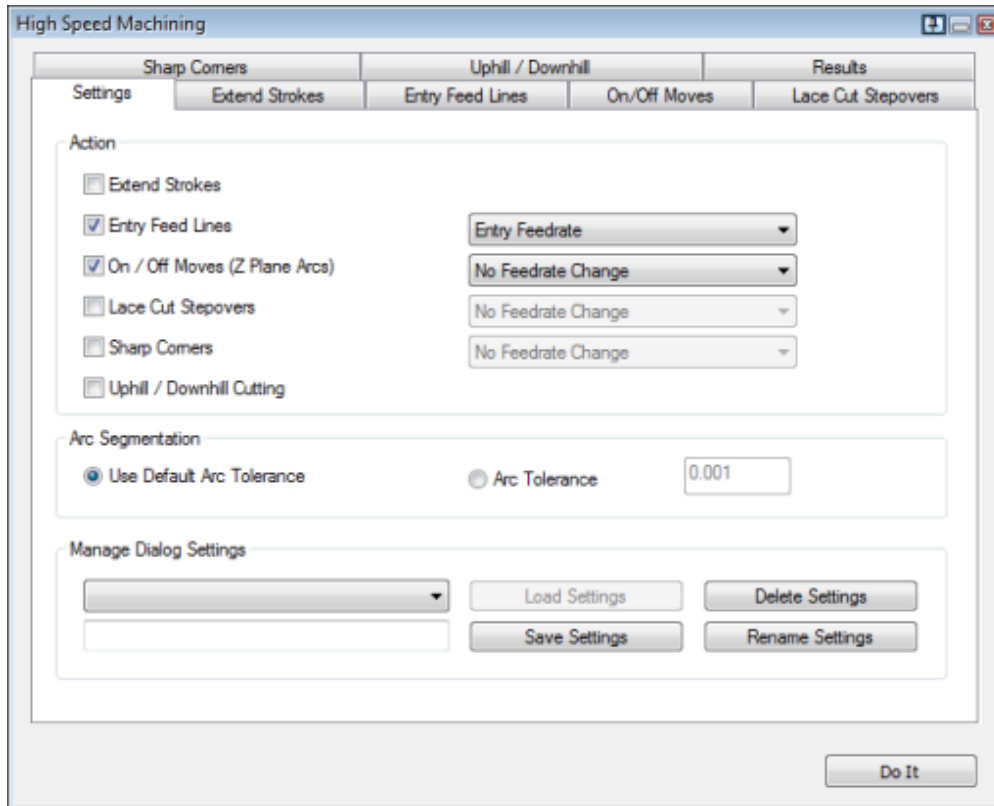 High Speed Machining
Sharp Corners Uphill / Downhill Results
Settings Extend Strokes Entry Feed Lines On/Off Moves Lace Cut Stepovers
Action
Extend Strokes
Entry Feed Lines Entry Feedrate
On / Off Moves (Z Plane Arcs) No Feedrate Change
Lace Cut Stepovers No Feedrate Change
Sharp Corners No Feedrate Change
Uphill / Downhill Cutting
Arc Segmentation
Use Default Arc Tolerance Arc Tolerance 0.001
Manage Dialog Settings
Load Settings Delete Settings
Save Settings Rename Settings
Do It